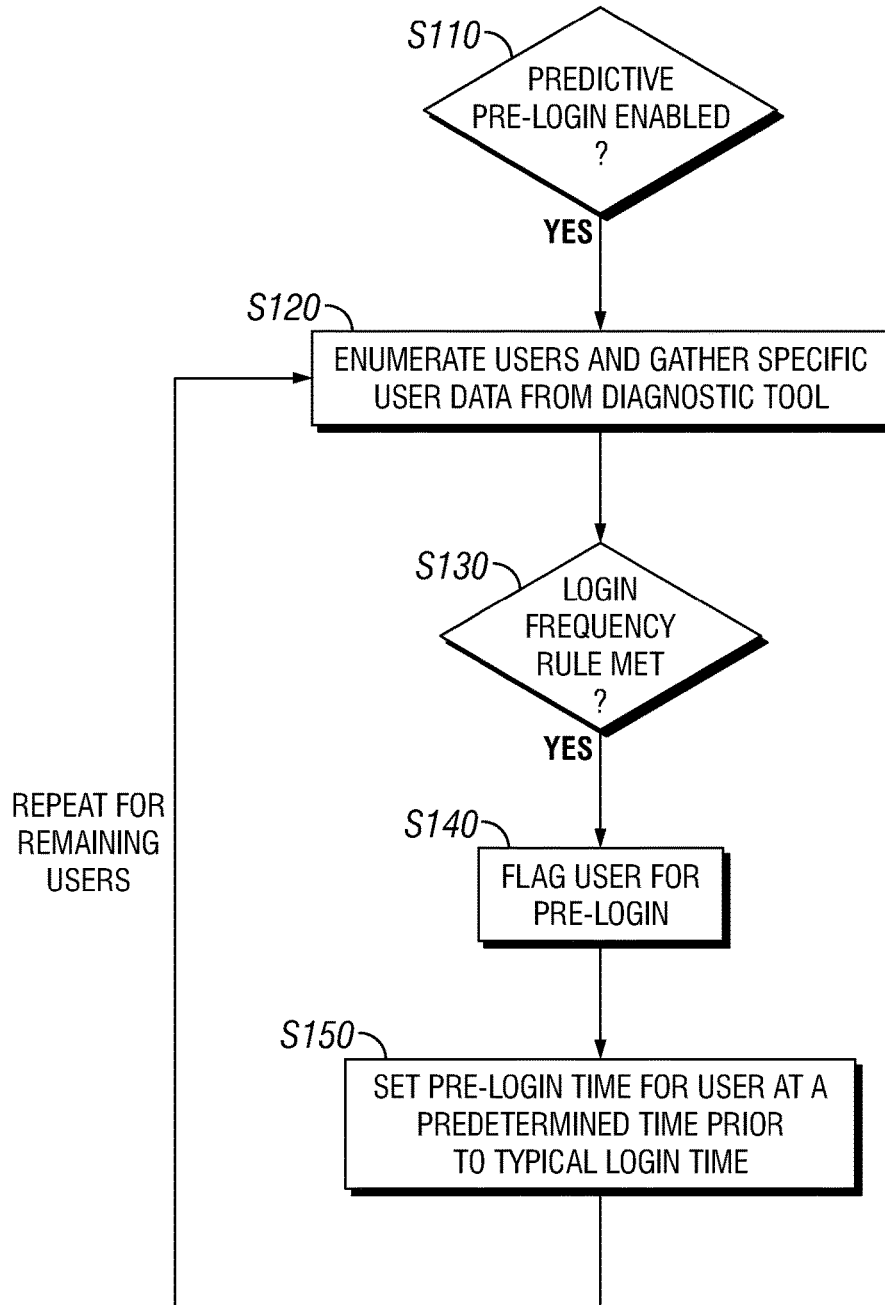 S110
PREDICTIVE
PRE-LOGIN ENABLED
?
YES
S120
ENUMERATE USERS AND GATHER SPECIFIC
USER DATA FROM DIAGNOSTIC TOOL
S130
LOGIN
FREQUENCY
RULE MET
?
YES
REPEAT FOR
REMAINING
USERS
S140
FLAG USER FOR
PRE-LOGIN
S150
SET PRE-LOGIN TIME FOR USER AT A
PREDETERMINED TIME PRIOR
TO TYPICAL LOGIN TIME